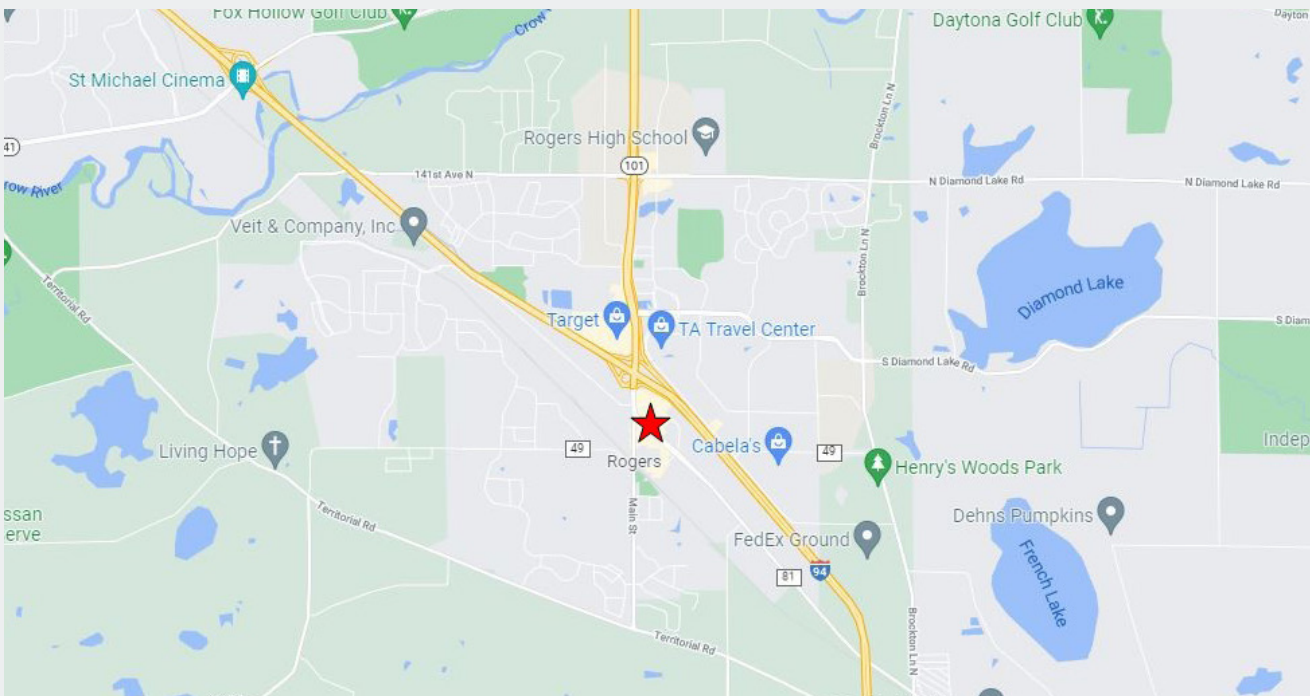 Fox Hollow Golf Club
Crow
Daytona Golf Club
Dayton
St Michael Cinema
Rogers High School
41
101
Brockton Ln N
141st Ave N
N Diamond Lake Rd
N Diamond Lake Rd
row River
Veit & Company, Inc
Brockton Ln N
Territorial Rd
Diamond Lake
Target
TA Travel Center
S Diam
S Diamond Lake Rd
Living Hope
49
Rogers
Cabela's
49
Indep
Henry's Woods Park
ssan
erve
Territorial Rd
Main St
Dehns Pumpkins
FedEx Ground
French Lake
81
94
Territorial Rd
Brockton Ln N